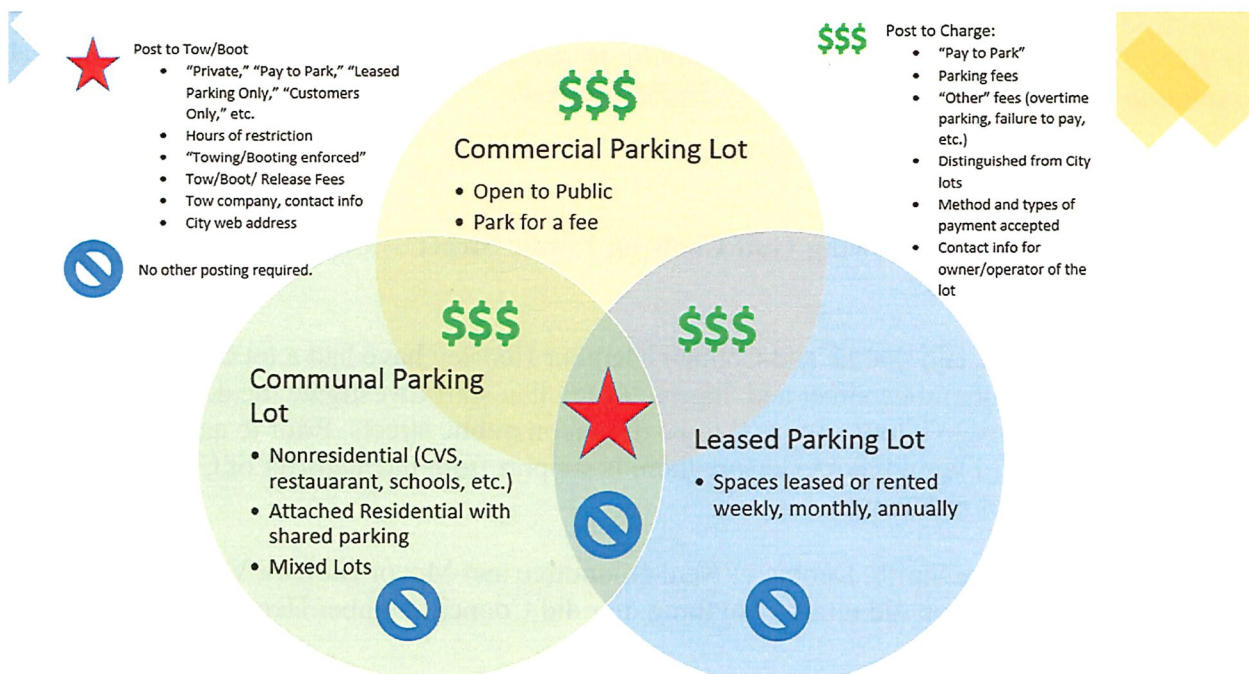 Post to Tow/Boot
• "Private," "Pay to Park," "Leased
Parking Only," "Customers
Only," etc.
• Hours of restriction
• "Towing/Booting enforced"
• Tow/Boot/ Release Fees
• Tow company, contact info
• City web address
No other posting required.
$$$
Post to Charge:
• "Pay to Park"
• Parking fees
• "Other" fees (overtime
parking, failure to pay,
etc.)
• Distinguished from City
lots
• Method and types of
payment accepted
• Contact info for
owner/operator of the
lot
$$$
Commercial Parking Lot
• Open to Public
• Park for a fee
$$$
$$$
Communal Parking
Lot
• Nonresidential (CVS,
restauarant, schools, etc.)
• Attached Residential with
shared parking
• Mixed Lots
Leased Parking Lot
• Spaces leased or rented
weekly, monthly, annually